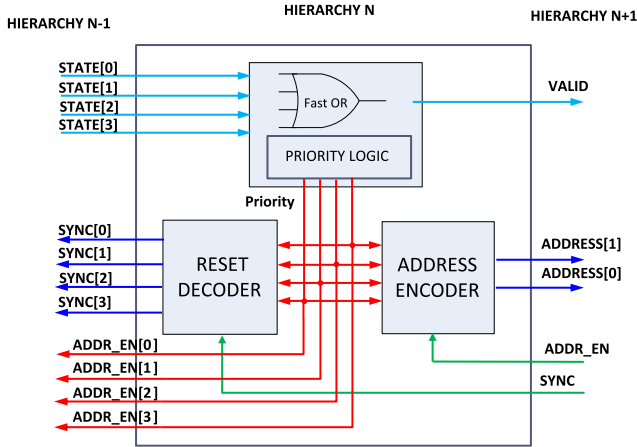 HIERARCHY N-1
HIERARCHY N
HIERARCHY N+1
STATE[0]
STATE[1]
STATE[2]
STATE[3]
Fast OR
PRIORITY LOGIC
VALID
Priority
SYNC[0]
SYNC[1]
SYNC[2]
SYNC[3]
RESET
DECODER
ADDRESS
ENCODER
ADDRESS[1]
ADDRESS[0]
ADDR_EN[0]
ADDR_EN[1]
ADDR_EN[2]
ADDR_EN[3]
ADDR_EN
SYNC